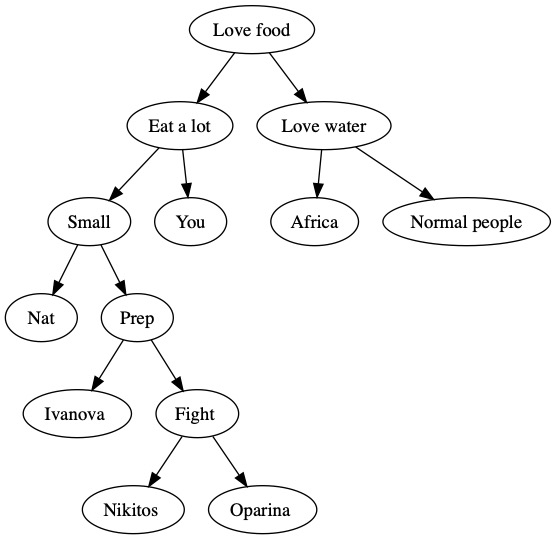 Love food
Eat a lot
Love water
Small
You
Africa
Normal people
Nat
Prep
Ivanova
Fight
Nikitos
Oparina